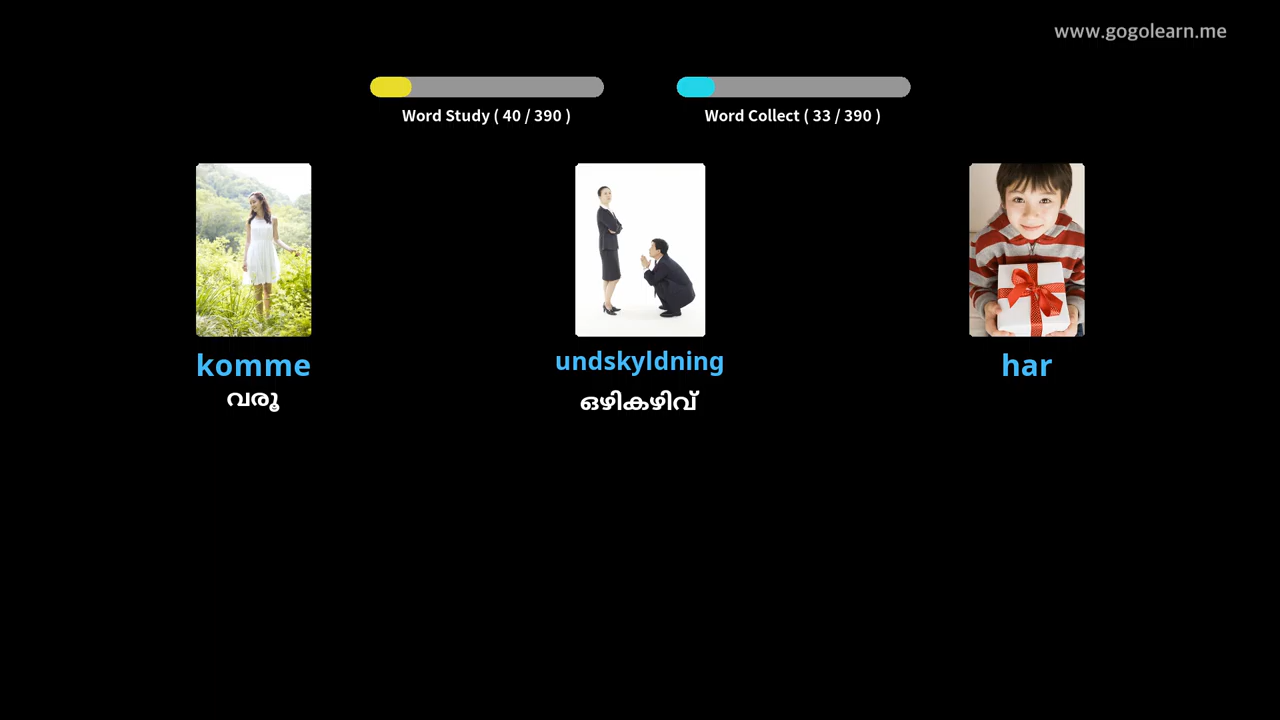 www.gogolearn.me
Word Study ( 40 / 390 )
Word Collect ( 33 / 390 )
komme
undskyldning
har
വരൂ
ഒഴികഴിവ്